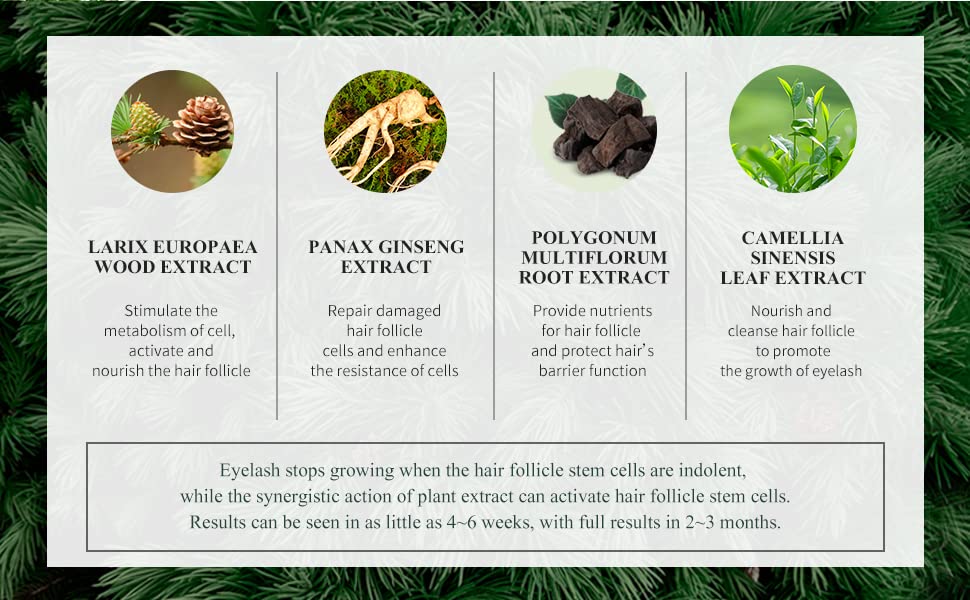 LARIX EUROPAEA
WOOD EXTRACT
Stimulate the
metabolism of cell,
activate and
nourish the hair follicle
PANAX GINSENG
EXTRACT
Repair damaged
hair follicle
cells and enhance
the resistance of cells
POLYGONUM
MULTIFLORUM
ROOT EXTRACT
Provide nutrients
for hair follicle
and protect hair's
barrier function
CAMELLIA
SINENSIS
LEAF EXTRACT
Nourish and
cleanse hair follicle
to promote
the growth of eyelash
Eyelash stops growing when the hair follicle stem cells are indolent,
while the synergistic action of plant extract can activate hair follicle stem cells.
Results can be seen in as little as 4~6 weeks, with full results in 2~3 months.